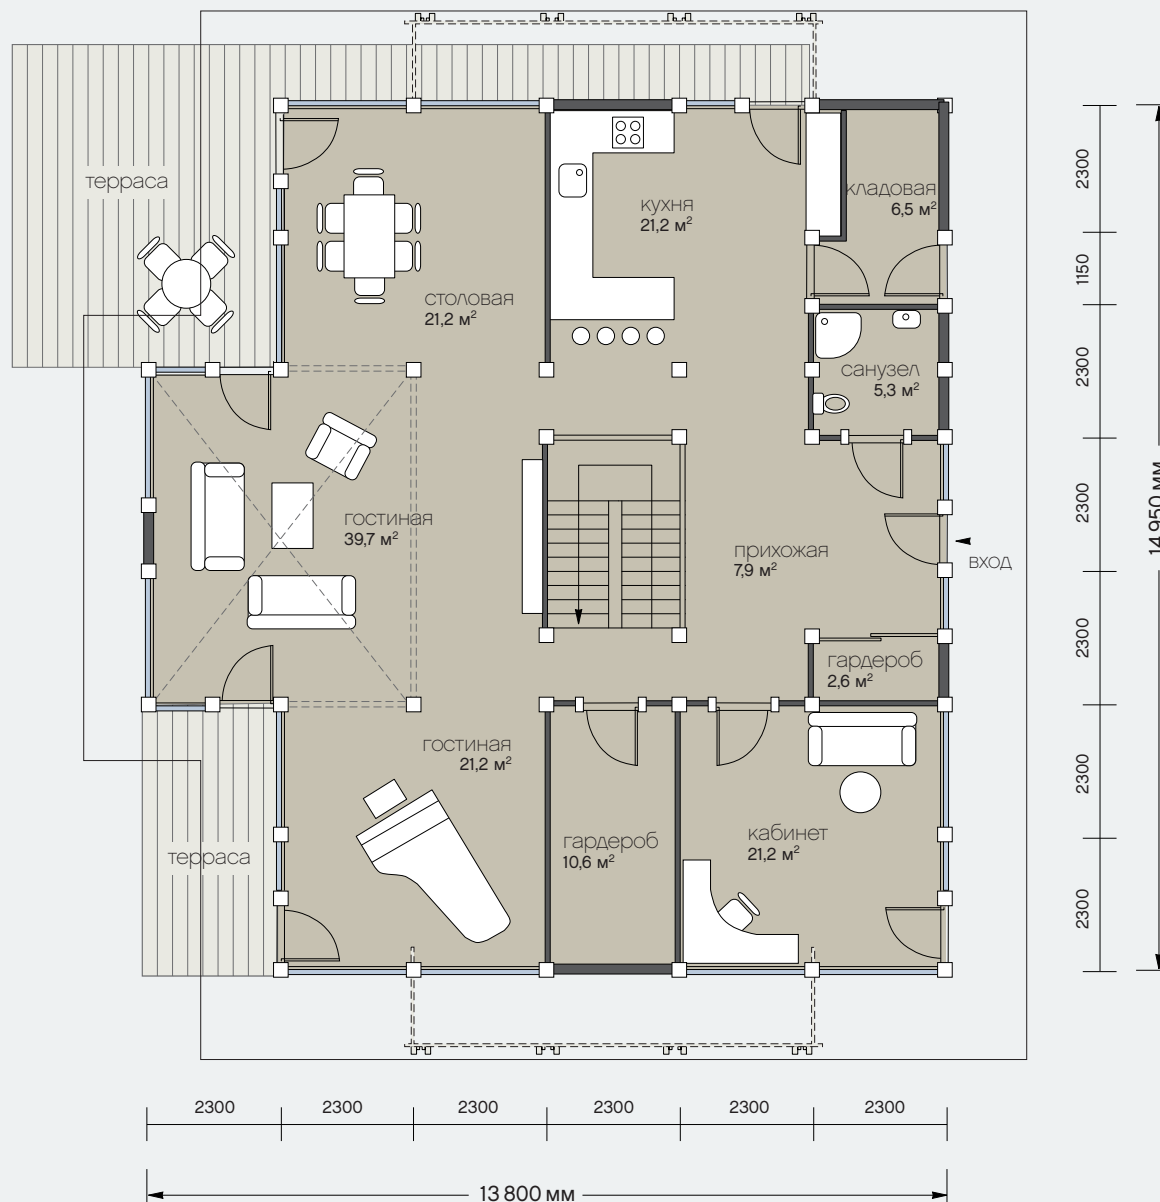 терраса
кухня
21,2 м²
кладовая
6,5 м²
столовая
21,2 м²
санузел
5,3 м²
гостиная
39,7 м²
прихожая
7,9 м²
вход
гардероб
2,6 м²
гостиная
21,2 м²
терраса
гардероб
10,6 м²
кабинет
21,2 м²
2300
1150
2300
2300
2300
2300
2300
14 950 мм
2300
2300
2300
2300
2300
2300
13 800 мм